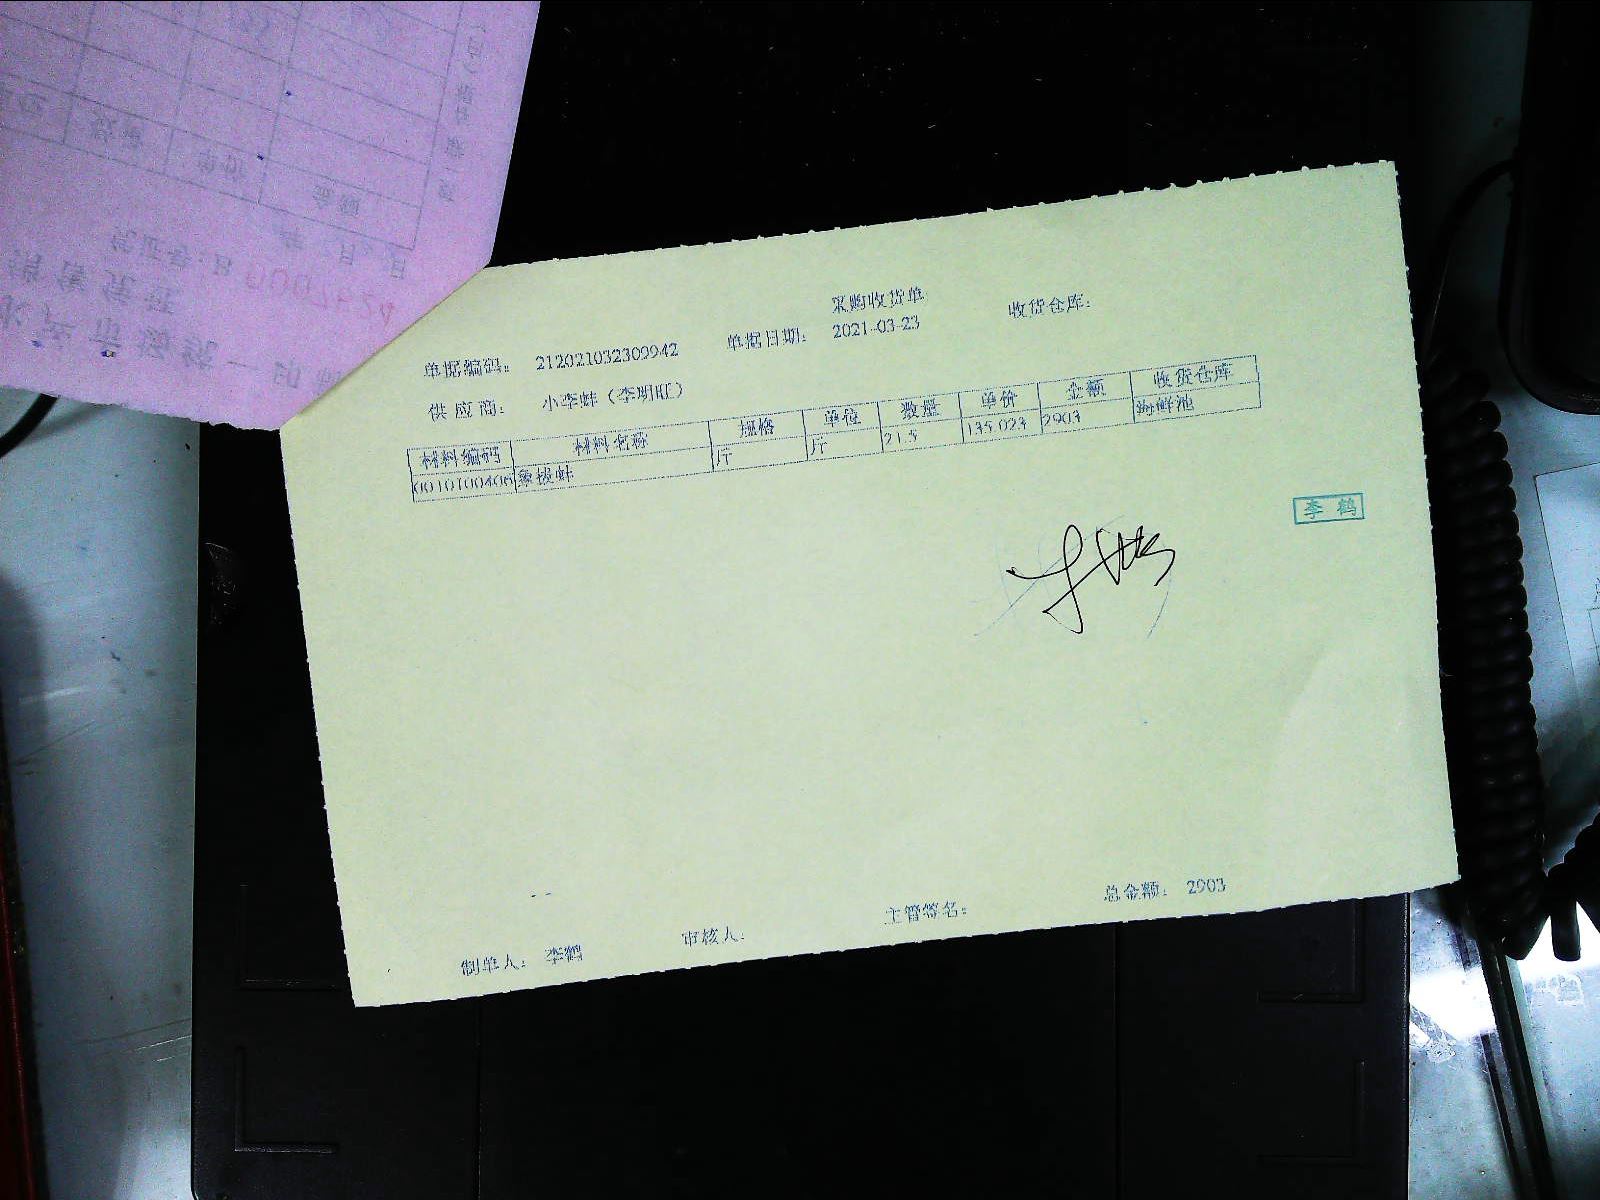 采购收货单
单据编码： 212021032300942 单据日期： 2021-03-23 收货仓库：
供应商： 小李蚌（李明旺）
材料编码 材料名称 规格 单位 数量 单价 金额 收货仓库
0010100406 象拔蚌 斤 斤 21.5 135.023 2903 海鲜池
李鹤
总金额： 2903
制单人： 李鹤 审核人： 主管签名：